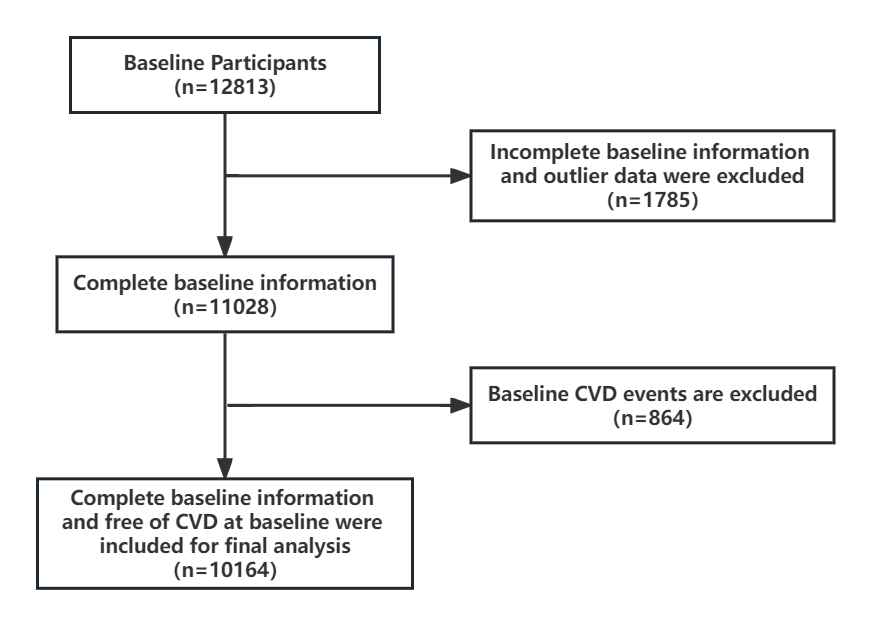 Baseline Participants
(n=12813)
Incomplete baseline information
and outlier data were excluded
(n=1785)
Complete baseline information
(n=11028)
Baseline CVD events are excluded
(n=864)
Complete baseline information
and free of CVD at baseline were
included for final analysis
(n=10164)